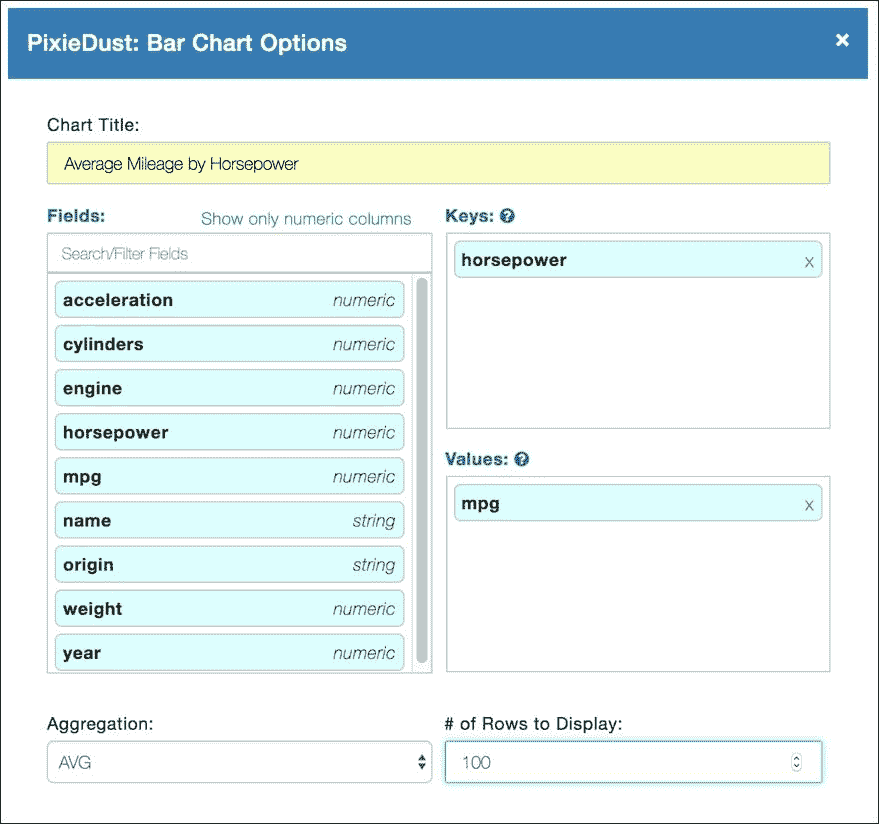 PixieDust: Bar Chart Options ×
Chart Title:
Average Mileage by Horsepower
Fields: Show only numeric columns
Search/Filter Fields
acceleration numeric
cylinders numeric
engine numeric
horsepower numeric
mpg numeric
name string
origin string
weight numeric
year numeric
Keys: ?
horsepower x
Values: ?
mpg x
Aggregation:
AVG
# of Rows to Display:
100